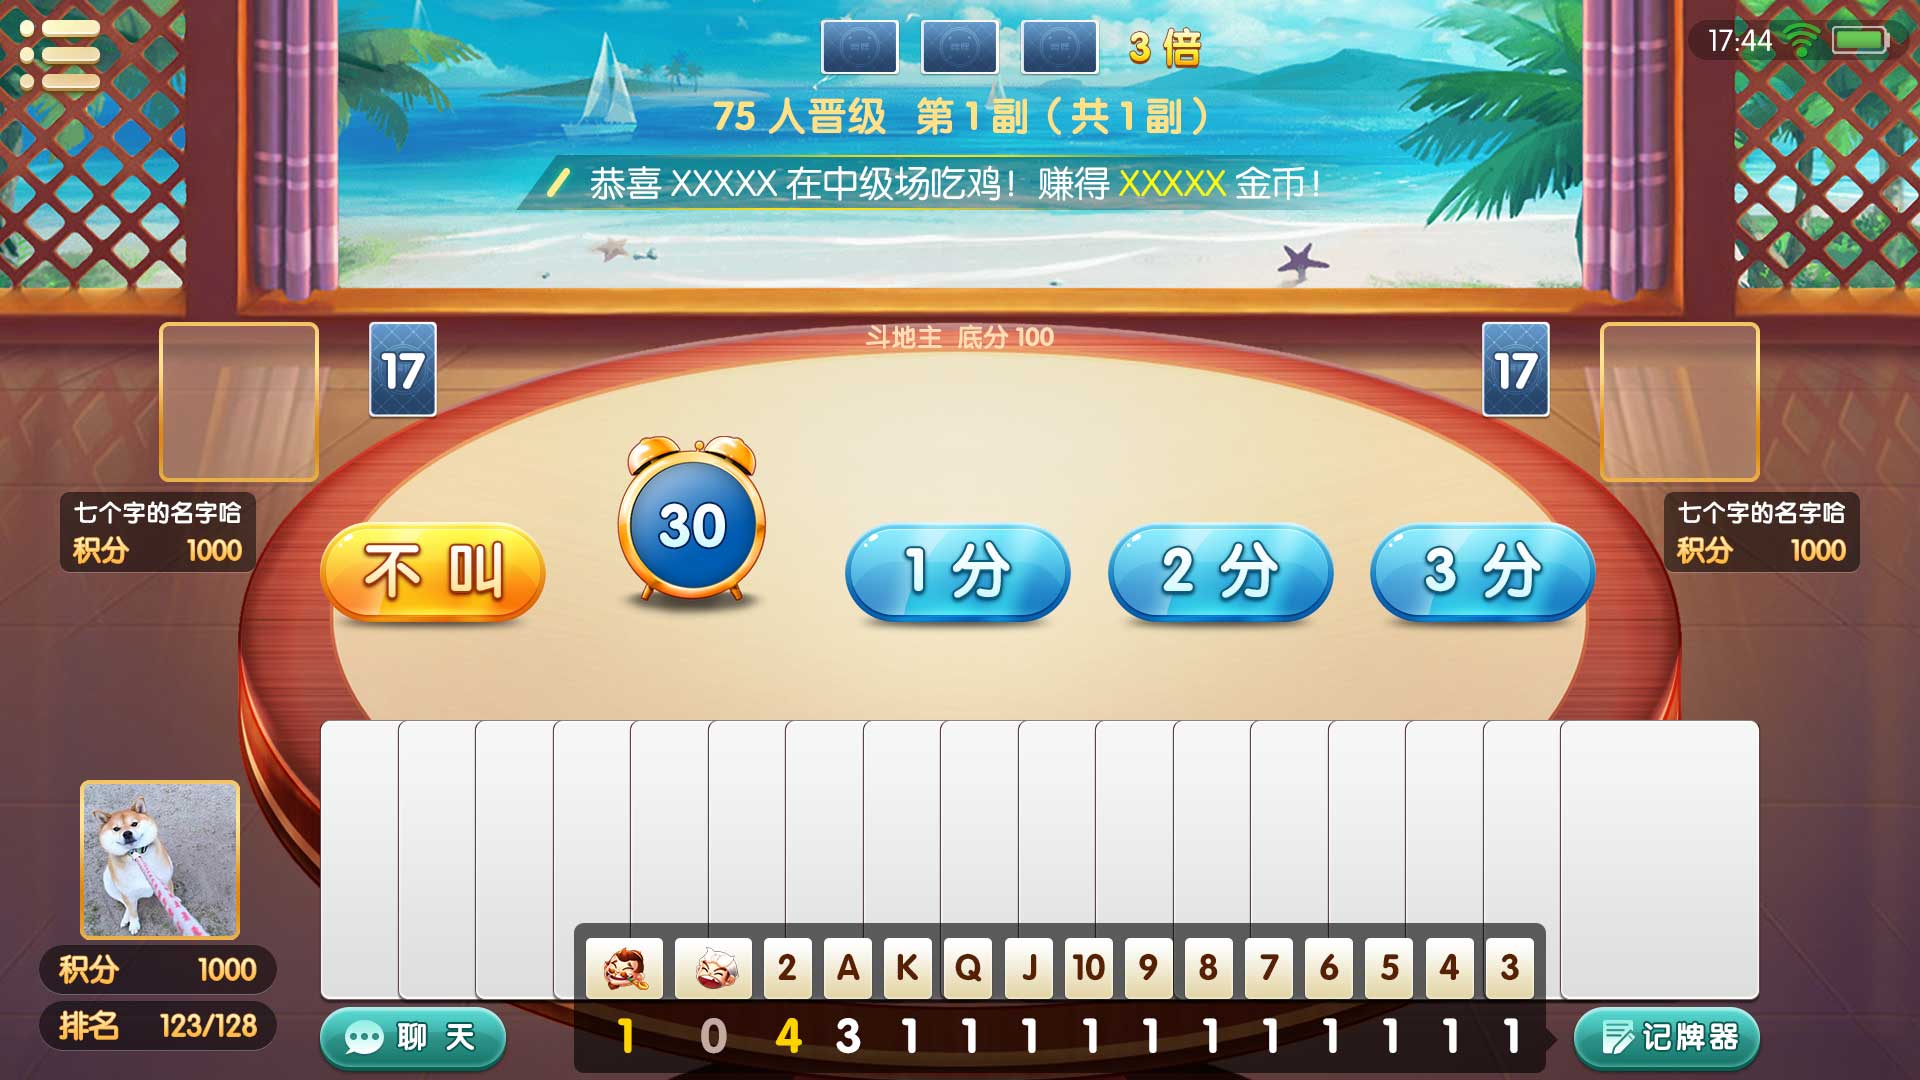 3 倍
17:44
75 人晋级 第 1 副（共 1 副）
恭喜 XXXXX 在中级场吃鸡！赚得 XXXXX 金币！
斗地主 底分 100
17
17
七个字的名字哈
积分 1000
七个字的名字哈
积分 1000
不 叫
30
1 分
2 分
3 分
2 A K Q J 10 9 8 7 6 5 4 3
1 0 4 3 1 1 1 1 1 1 1 1 1 1 1
积分 1000
排名 123/128
聊 天
记牌器